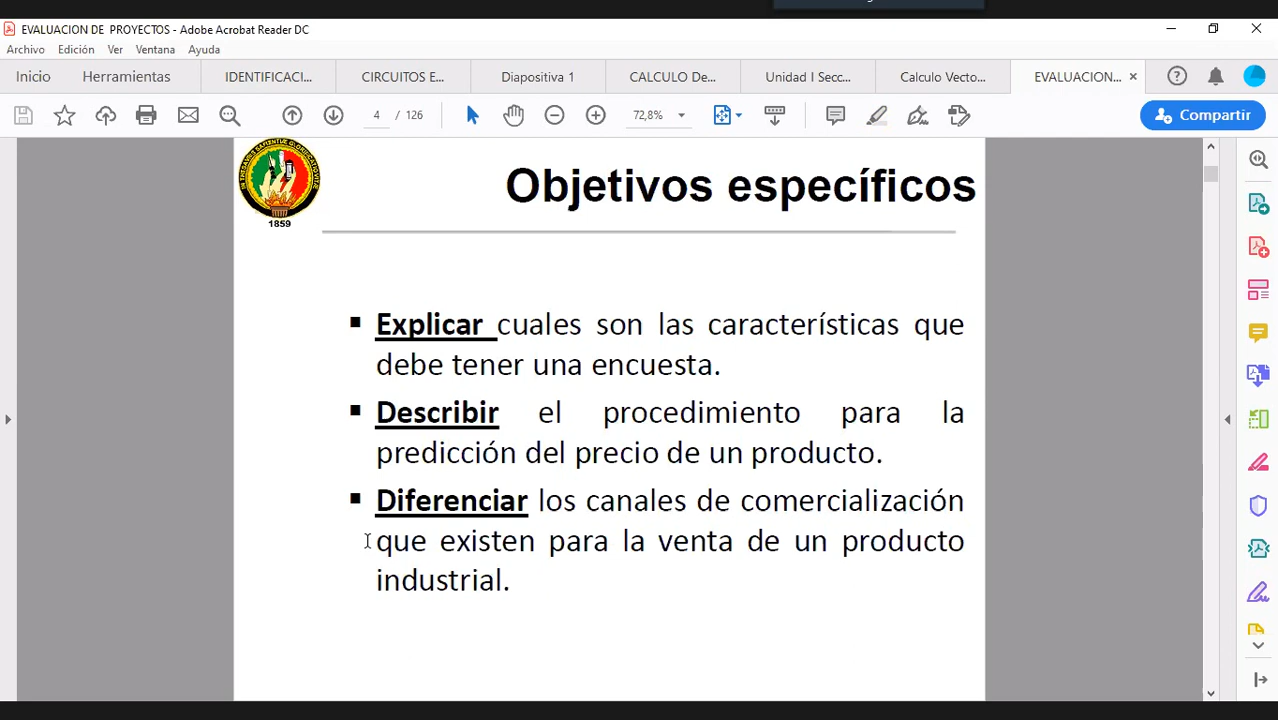 EVALUACION DE PROYECTOS - Adobe Acrobat Reader DC
Archivo Edición Ver Ventana Ayuda
Inicio Herramientas IDENTIFICACI... CIRCUITOS E... Diapositiva 1 CALCULO De... Unidad I Secc... Calculo Vecto... EVALUACION...
4 / 126 72,8% Compartir
Objetivos específicos
1859
Explicar cuales son las características que
debe tener una encuesta.
Describir el procedimiento para la
predicción del precio de un producto.
Diferenciar los canales de comercialización
que existen para la venta de un producto
industrial.